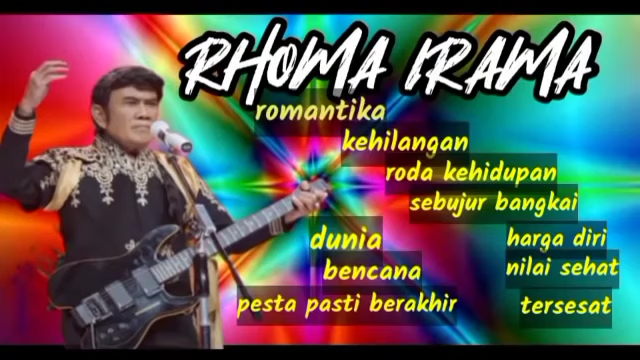 RHOMA IRAMA
romantika
kehilangan
roda kehidupan
sebujur bangkai
dunia
bencana
pesta pasti berakhir
harga diri
nilai sehat
tersesat